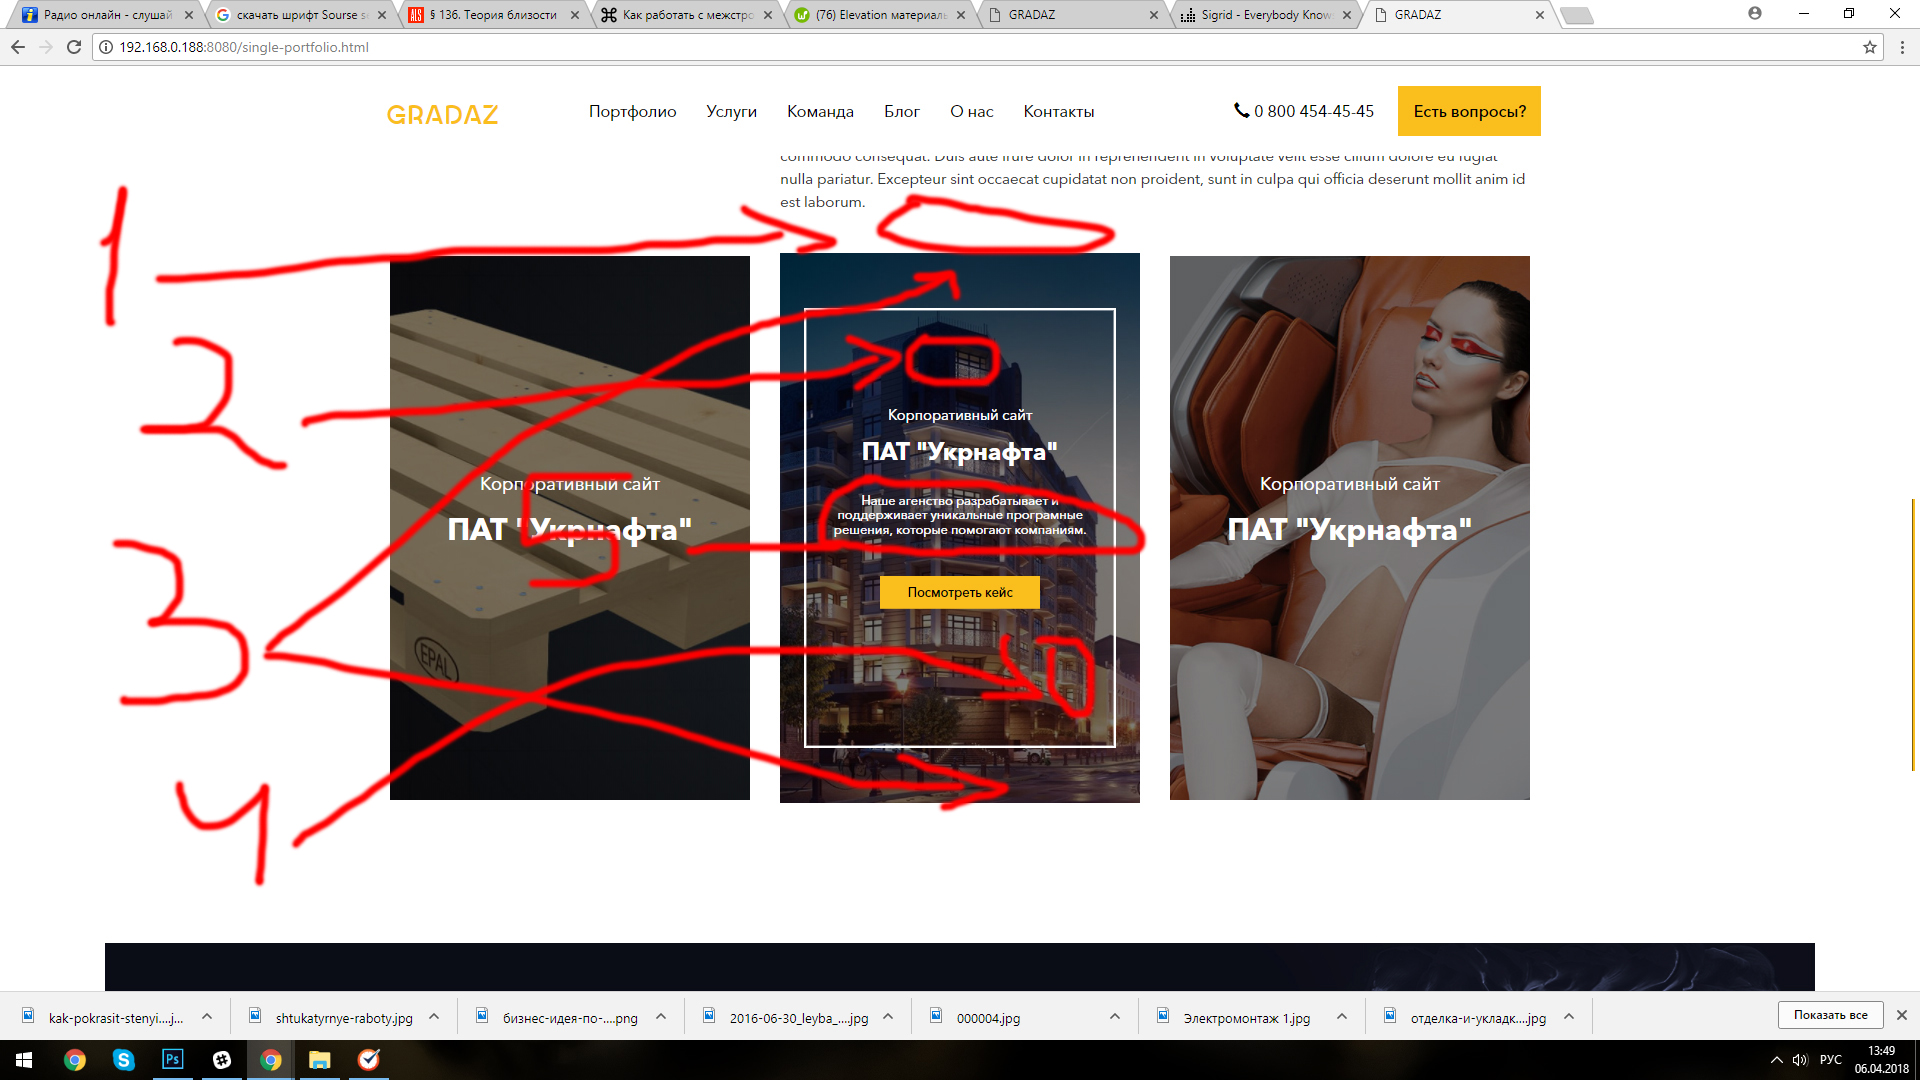 Радио онлайн - слушай
скачать шрифт Sourse s
§ 136. Теория близости
Как работать с межстро
(76) Elevation материаль
GRADAZ
Sigrid - Everybody Know
GRADAZ
192.168.0.188:8080/single-portfolio.html
GRADAZ
Портфолио
Услуги
Команда
Блог
О нас
Контакты
0 800 454-45-45
Есть вопросы?
commodo consequat. Duis aute irure dolor in reprehenderit in voluptate velit esse cillum dolore eu fugiat
nulla pariatur. Excepteur sint occaecat cupidatat non proident, sunt in culpa qui officia deserunt mollit anim id
est laborum.
1
2
3
4
5
EPAL
Корпоративный сайт
ПАТ "Укрнафта"
Корпоративный сайт
ПАТ "Укрнафта"
Наше агенство разрабатывает и
поддерживает уникальные програмные
решения, которые помогают компаниям.
Посмотреть кейс
Корпоративный сайт
ПАТ "Укрнафта"
kak-pokrasit-stenyi....j...
shtukatyrnye-raboty.jpg
бизнес-идея-по-....png
2016-06-30_leyba_....jpg
000004.jpg
Электромонтаж 1.jpg
отделка-и-укладк....jpg
Показать все
Ps
РУС
13:49
06.04.2018